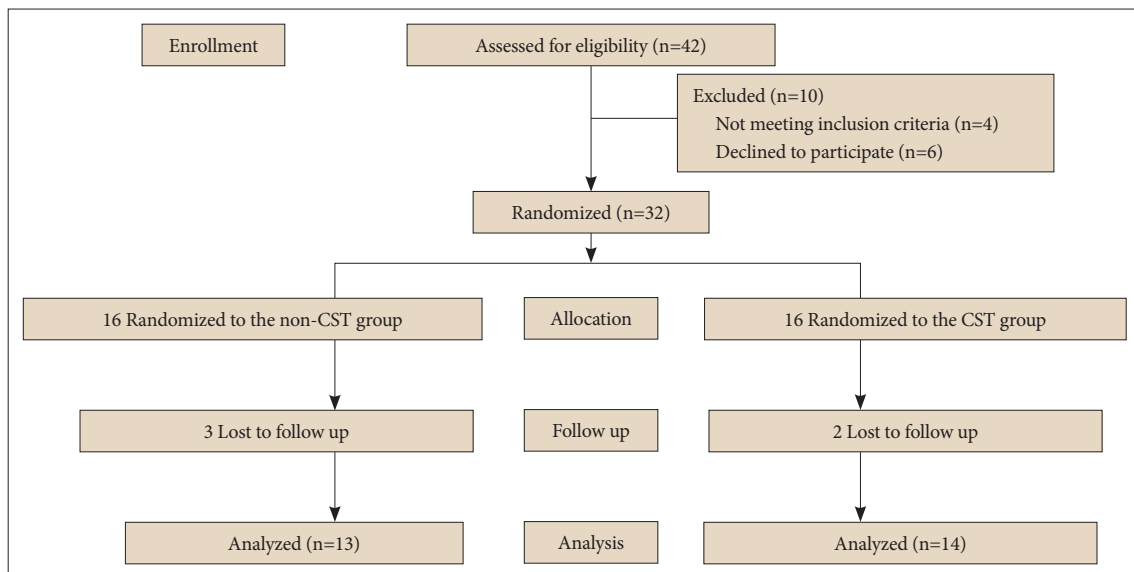 Enrollment
Assessed for eligibility (n=42)
Excluded (n=10)
Not meeting inclusion criteria (n=4)
Declined to participate (n=6)
Randomized (n=32)
16 Randomized to the non-CST group
Allocation
16 Randomized to the CST group
3 Lost to follow up
Follow up
2 Lost to follow up
Analyzed (n=13)
Analysis
Analyzed (n=14)